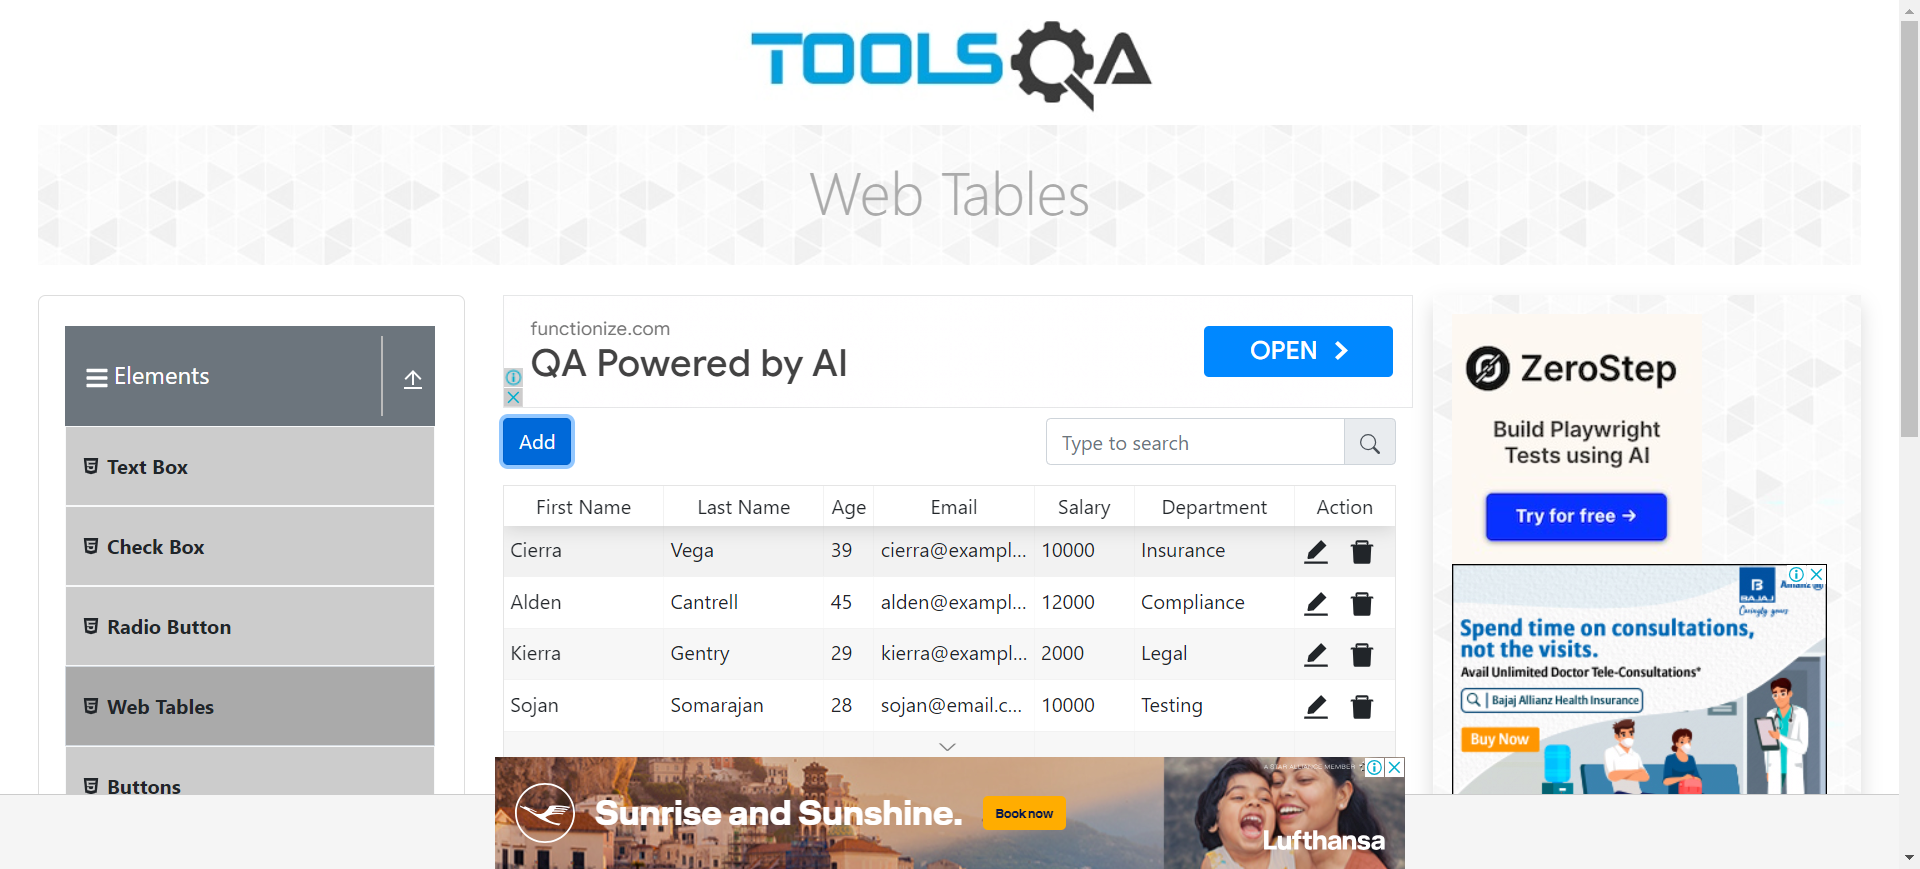 TOOLSQA
Web Tables
Elements
Text Box
Check Box
Radio Button
Web Tables
Buttons
functionize.com
QA Powered by AI
OPEN
Add
Type to search
First Name Last Name Age Email Salary Department Action
Cierra Vega 39 cierra@exampl... 10000 Insurance
Alden Cantrell 45 alden@exampl... 12000 Compliance
Kierra Gentry 29 kierra@exampl... 2000 Legal
Sojan Somarajan 28 sojan@email.c... 10000 Testing
A STAR ALLIANCE MEMBER
Sunrise and Sunshine.
Book now
Lufthansa
ZeroStep
Build Playwright
Tests using AI
Try for free →
B
BAJAJ
Caringly yours
Spend time on consultations,
not the visits.
Avail Unlimited Doctor Tele-Consultations*
Bajaj Allianz Health Insurance
Buy Now